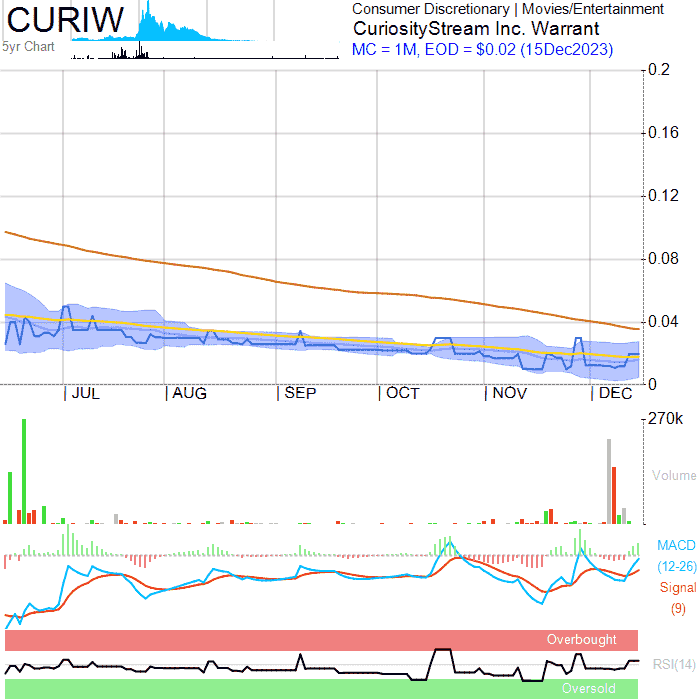 CURIW
Consumer Discretionary | Movies/Entertainment
CuriosityStream Inc. Warrant
MC = 1M, EOD = $0.02 (15Dec2023)
5yr Chart
0.2
0.16
0.12
0.08
0.04
0
JUL AUG SEP OCT NOV DEC
270k
Volume
MACD
(12-26)
Signal
(9)
Overbought
RSI(14)
Oversold